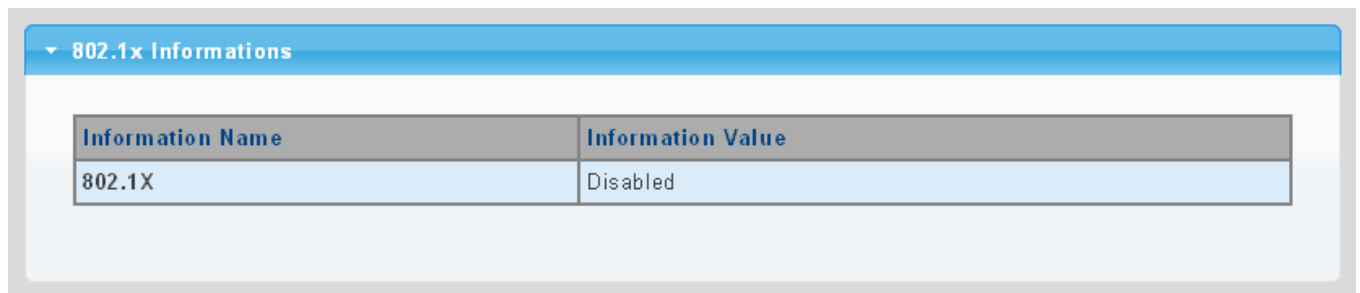 802.1x Informations
Information Name Information Value
802.1X Disabled